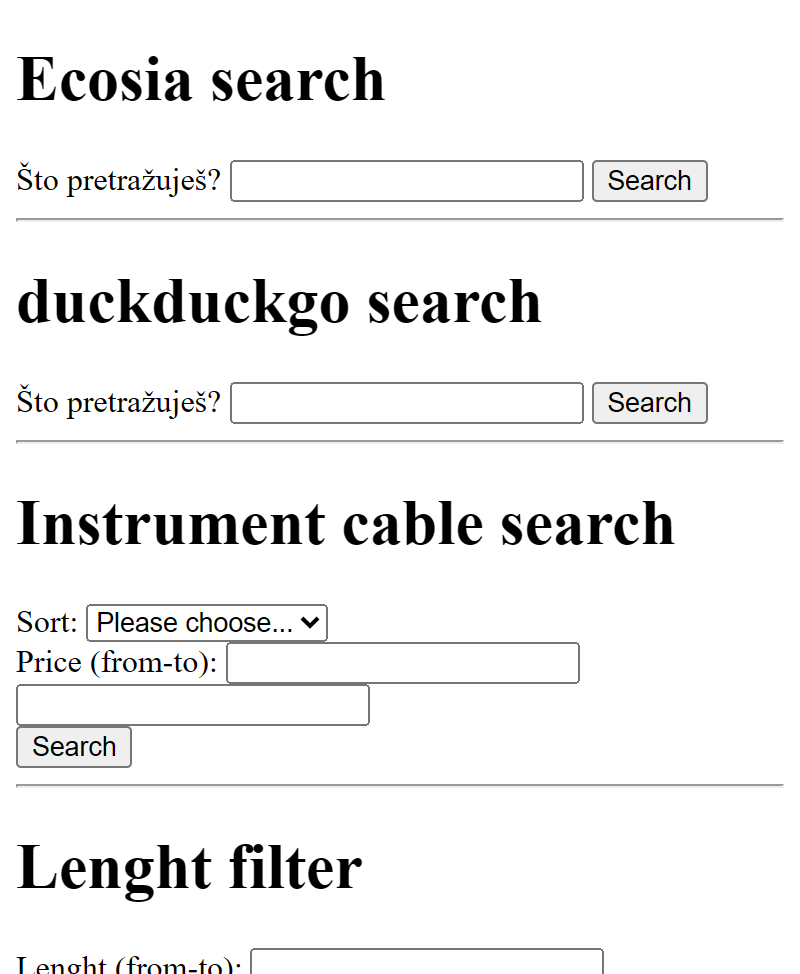 Ecosia search
Što pretražuješ? Search
duckduckgo search
Što pretražuješ? Search
Instrument cable search
Sort: Please choose...
Price (from-to):
Search
Lenght filter
Lenght (from-to):